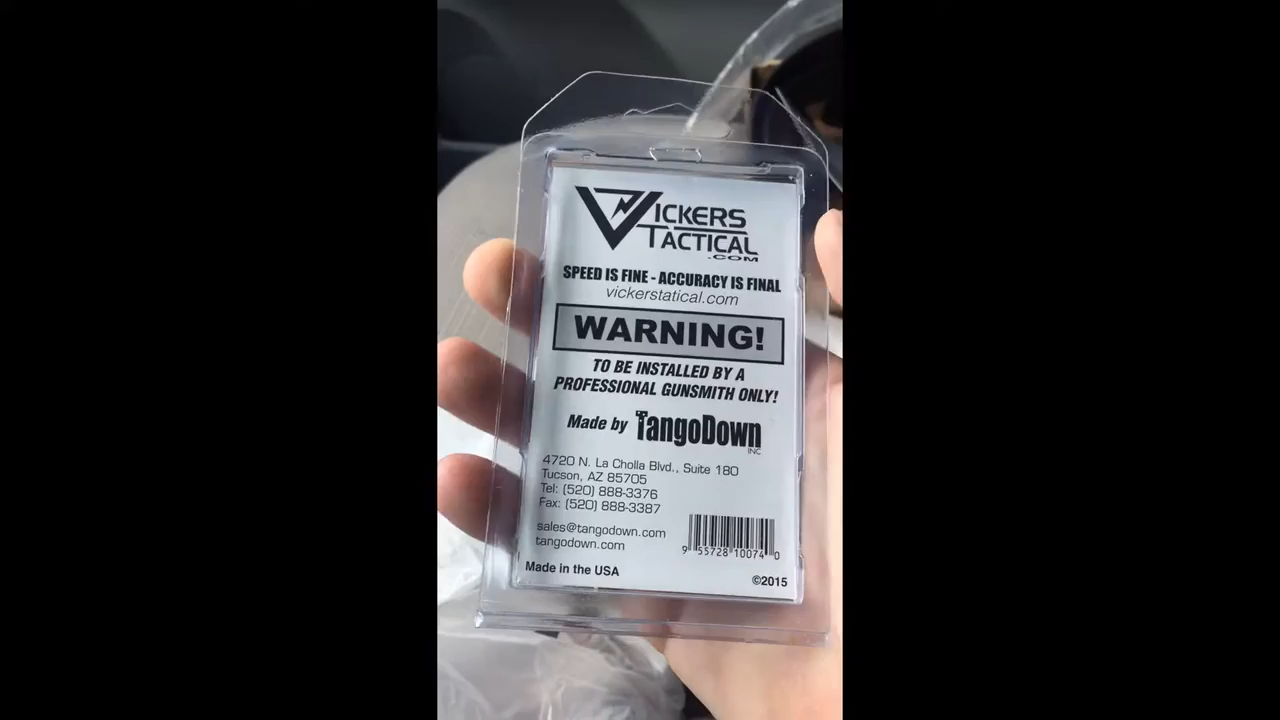 VICKERS
TACTICAL
.COM
SPEED IS FINE - ACCURACY IS FINAL
vickerstatical.com
WARNING!
TO BE INSTALLED BY A
PROFESSIONAL GUNSMITH ONLY!
Made by TangoDown
INC
4720 N. La Cholla Blvd., Suite 180
Tucson, AZ 85705
Tel: (520) 888-3376
Fax: (520) 888-3387
sales@tangodown.com
tangodown.com
9 55728 10074 0
Made in the USA
©2015